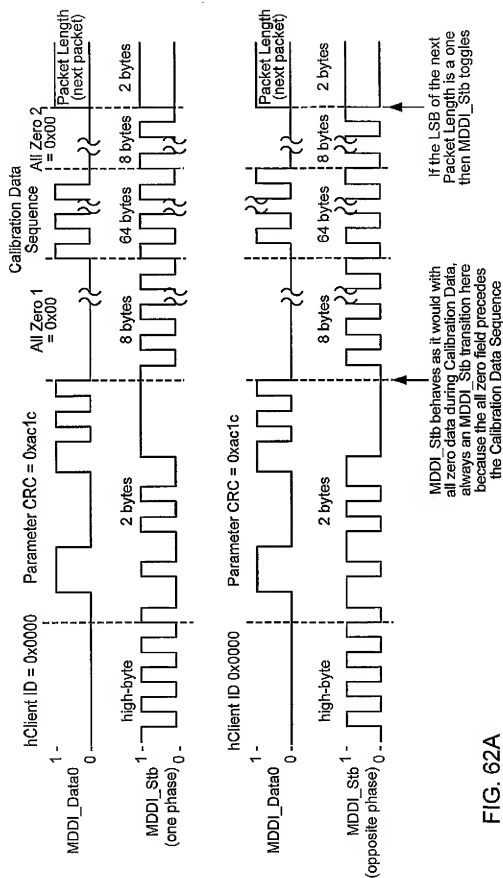 hClient ID = 0x0000
Parameter CRC = 0xac1c
All Zero 1
= 0x00
Calibration Data
Sequence
All Zero 2
= 0x00
MDDI_Data0
1
0
Packet Length
(next packet)
high-byte
2 bytes
8 bytes
64 bytes
8 bytes
2 bytes
MDDI_Stb
(one phase)
1
0
hClient ID 0x0000
Parameter CRC = 0xac1c
MDDI_Data0
1
0
Packet Length
(next packet)
high-byte
2 bytes
8 bytes
64 bytes
8 bytes
2 bytes
MDDI_Stb
(opposite phase)
1
0
MDDI_Stb behaves as it would with
all zero data during Calibration Data,
always an MDDI_Stb transition here
because the all zero field precedes
the Calibration Data Sequence
If the LSB of the next
Packet Length is a one
then MDDI_Stb toggles
FIG. 62A